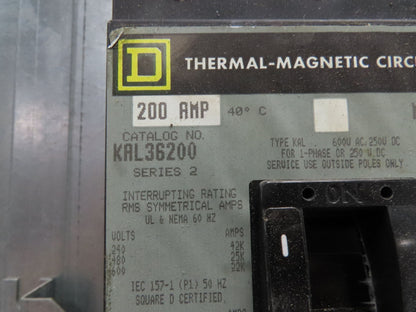 D
THERMAL-MAGNETIC CIRC
200 AMP 40° C
CATALOG NO.
KAL36200
SERIES 2
TYPE KAL 600V AC, 250V DC
FOR 1-PHASE OR 250 V. DC
SERVICE USE OUTSIDE POLES ONLY
INTERRUPTING RATING
RMS SYMMETRICAL AMPS
UL & NEMA 60 HZ
VOLTS AMPS
240 42K
480 25K
600 22K
IEC 157-1 (P1) 50 HZ
SQUARE D CERTIFIED
ON
I